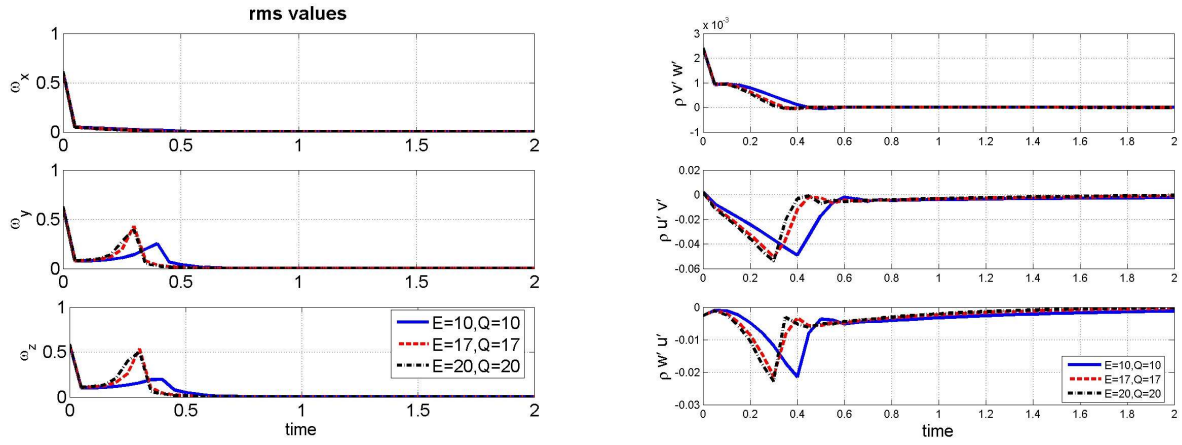 rms values
ω_x
1
0.5
0
0 0.5 1 1.5 2
ω_y
1
0.5
0
0 0.5 1 1.5 2
ω_z
1
0.5
0
0 0.5 1 1.5 2
time
E=10,Q=10
E=17,Q=17
E=20,Q=20
x 10^-3
ρ v' w'
3
2
1
0
-1
0 0.2 0.4 0.6 0.8 1 1.2 1.4 1.6 1.8 2
ρ u' v'
0.02
0
-0.02
-0.04
-0.06
0 0.2 0.4 0.6 0.8 1 1.2 1.4 1.6 1.8 2
ρ w' u'
0
-0.01
-0.02
-0.03
0 0.2 0.4 0.6 0.8 1 1.2 1.4 1.6 1.8 2
time
E=10,Q=10
E=17,Q=17
E=20,Q=20